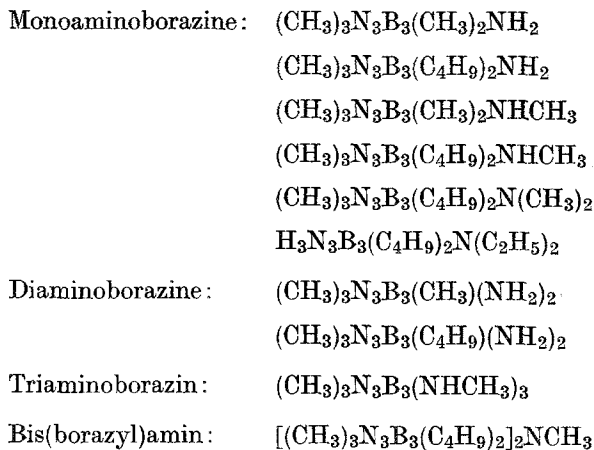 Monoaminoborazine: (CH₃)₃N₃B₃(CH₃)₂NH₂
(CH₃)₃N₃B₃(C₄H₉)₂NH₂
(CH₃)₃N₃B₃(CH₃)₂NHCH₃
(CH₃)₃N₃B₃(C₄H₉)₂NHCH₃
(CH₃)₃N₃B₃(C₄H₉)₂N(CH₃)₂
H₃N₃B₃(C₄H₉)₂N(C₂H₅)₂
Diaminoborazine: (CH₃)₃N₃B₃(CH₃)(NH₂)₂
(CH₃)₃N₃B₃(C₄H₉)(NH₂)₂
Triaminoborazin: (CH₃)₃N₃B₃(NHCH₃)₃
Bis(borazyl)amin: [(CH₃)₃N₃B₃(C₄H₉)₂]₂NCH₃